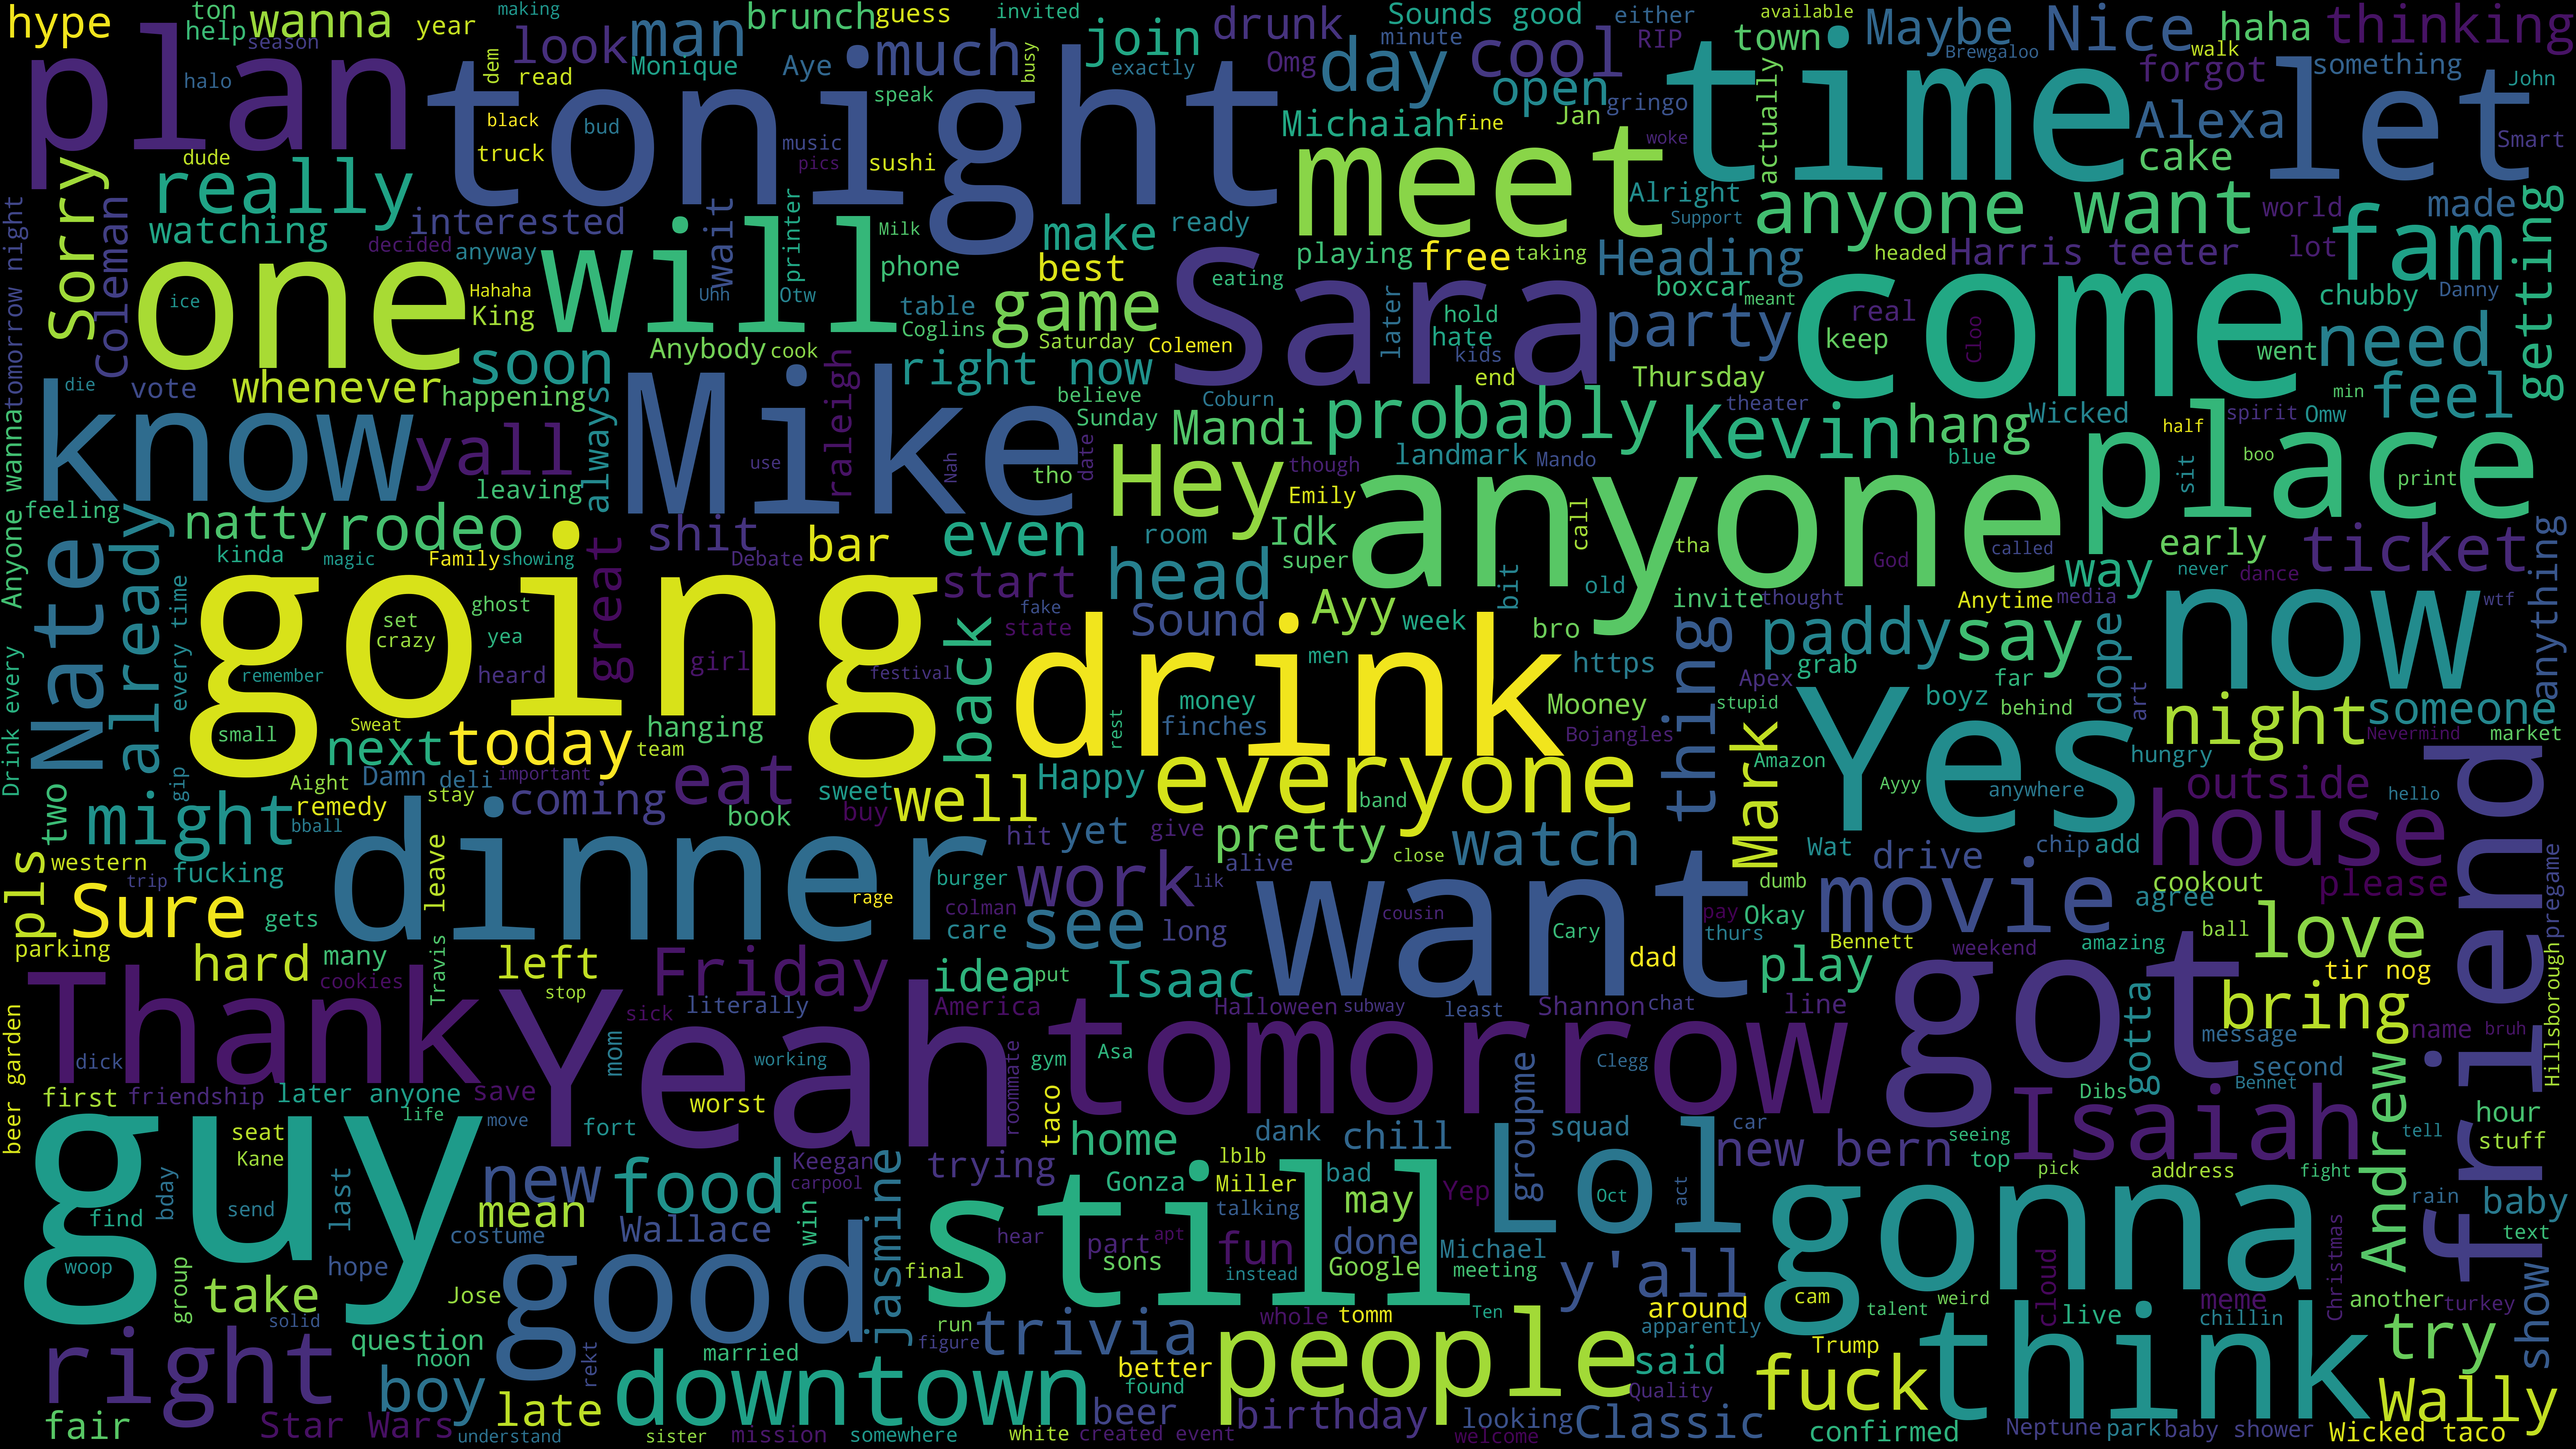 hype
ton
help
wanna
year
making
season
look
man
brunch
guess
invited
join
drunk
Sounds good
either
minute
RIP
available
town
Maybe
Brewgaloo
Nice
walk
haha
thinking
plan
halo
dem
read
Monique
Aye
much
busy
exactly
Omg
day
cool
open
gringo
time
forgot
something
John
tonight
black
truck
bud
music
pics
speak
sushi
Michaiah
fine
Jan
woke
actually
Alexa
cake
let
Smart
Sorry
dude
really
meet
Alright
Support
anyone want
world
made
tomorrow night
coleman
watching
interested
decided
anyway
wait
printer
Milk
make
ready
playing
free
taking
Heading
headed
Harris teeter
lot
fam
getting
one
ice
Hahaha
King
will
Uhh
Otw
phone
table
Coglins
best
game
eating
Sara
later
hold
hate
kids
boxcar
meant
party
real
keep
Cloo
come
chubby
Danny
went
need
soon
Anybody
cook
Saturday
Colemen
right now
believe
end
Thursday
min
feel
die
vote
whenever
happening
always
Mike
raleigh
Sunday
Coburn
probably
theater
Wicked
spirit
Omw
half
know
yall
leaving
use
Nah
tho
date
Mandi
Hey
though
landmark
Mando
Kevin
hang
blue
place
sit
boo
print
Anyone wanna
feeling
already
natty
rodeo
kinda
magic
Family
showing
shit
Debate
bar
even
room
Emily
Idk
super
anyone
call
tha
God
called
way
early
never
dance
ticket
anything
Nate
every time
going
set
crazy
ghost
yea
great
start
fake
state
head
Sound
Ayy
week
bit
old
bro
invite
thought
Anytime
media
now
wtf
Drink every
remember
heard
girl
festival
back
drink
men
https
thing
paddy
grab
say
far
dope
art
small
Sweat
next
today
hanging
team
rest
money
finches
Mooney
Bojangles
Apex
stupid
Mark
Amazon
boyz
behind
Yes
night
hungry
someone
Nevermind
market
two
might
gip
Aight
remedy
bball
Damn
deli
stay
important
coming
eat
book
sweet
buy
well
Happy
everyone
band
Ayyy
anywhere
outside
hello
friend
pls
western
trip
fucking
leave
dinner
rage
burger
colman
hit
yet
give
work
lik
pretty
alive
close
watch
dumb
Wat
drive
chip
add
house
cookout
please
pregame
Sure
gets
care
see
long
want
cousin
Cary
pay
thurs
Okay
movie
agree
parking
hard
many
cookies
Travis
left
stop
Friday
idea
put
Isaac
dad
play
Bennett
weekend
amazing
ball
love
tir nog
beer garden
Thank
dick
sick
literally
America
Halloween
subway
least
Shannon
chat
line
got
gotta
bring
message
name
bruh
Hillsborough
Yeah
mom
working
roommate
gym
Asa
tomorrow
Clegg
second
Bennet
Dibs
first
friendship
later anyone
life
save
move
fort
worst
taco
groupme
Isaiah
Andrew
tell
hour
stuff
guy
seat
Kane
bday
send
last
new
Keegan
carpool
home
trying
dank
chill
lblb
squad
car
Lol
new bern
seeing
top
pick
address
fight
find
woop
mean
costume
food
Wallace
win
jasmine
still
Gonza
Miller
talking
bad
may
Yep
Oct
act
gonna
rain
baby
text
group
take
hope
Jose
good
final
hear
part
apt
sons
fun
instead
done
Google
Michael
meeting
y'all
cloud
Christmas
show
right
solid
question
noon
rekt
run
figure
trivia
whole
tomm
Ten
around
apparently
cam
talent
weird
live
meme
chillin
another
turkey
fair
Star Wars
boy
late
understand
downtown
married
sister
mission
better
found
beer
somewhere
white
created event
people
birthday
said
Quality
looking
welcome
Classic
Trump
fuck
confirmed
think
Neptune
park
baby shower
try
Wally
Wicked taco